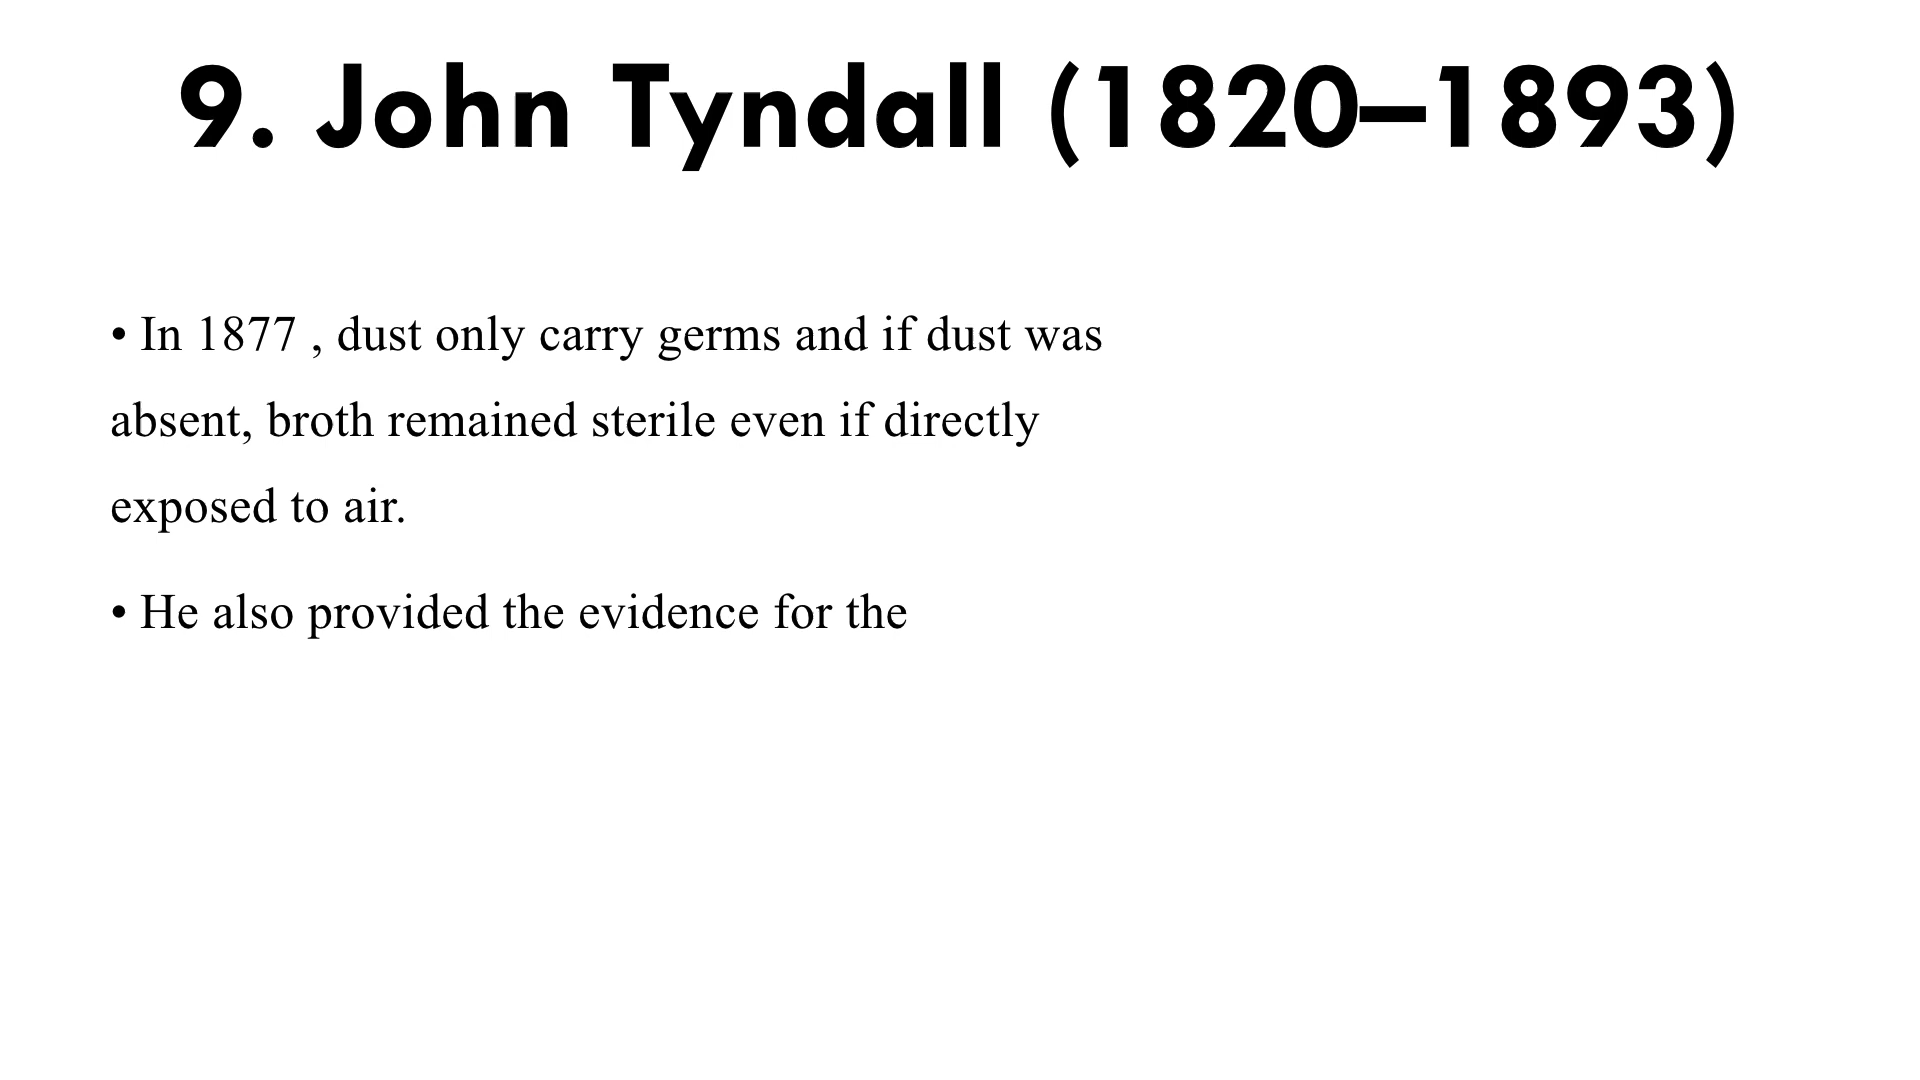 9. John Tyndall (1820–1893)
• In 1877 , dust only carry germs and if dust was
absent, broth remained sterile even if directly
exposed to air.
• He also provided the evidence for the